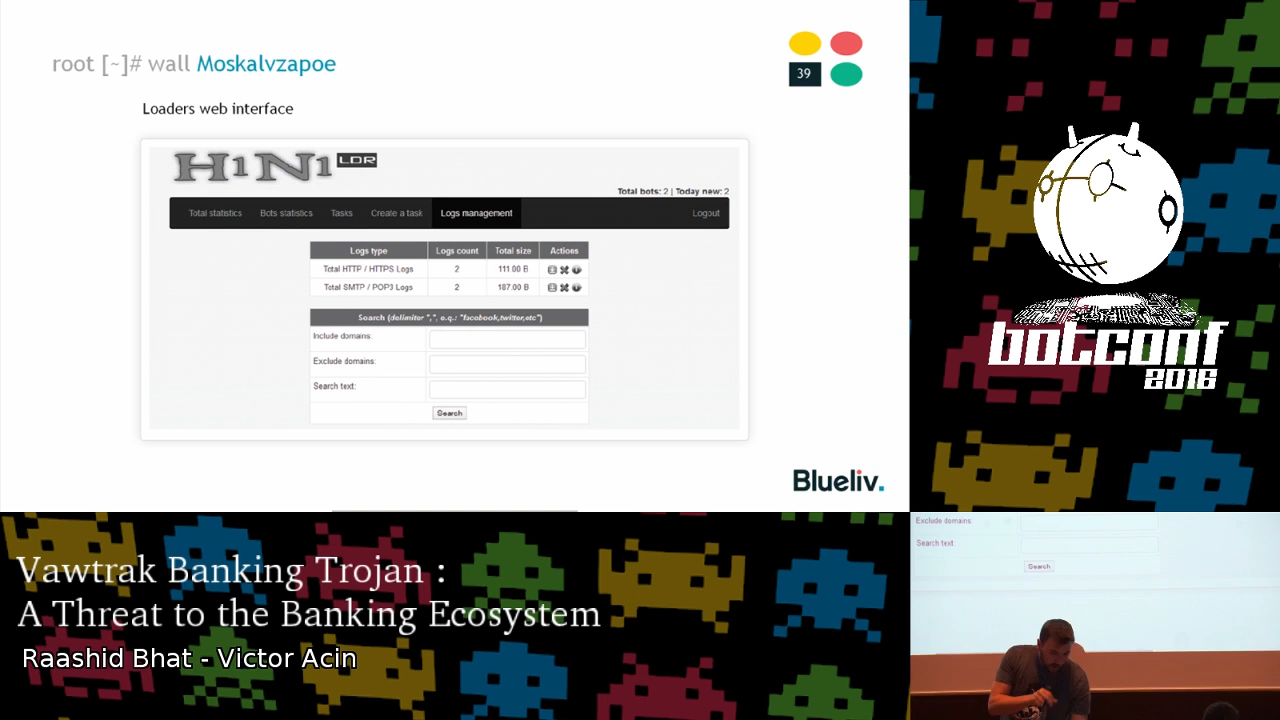 root [~]# wall Moskalvzapoe
39
Loaders web interface
H1N1 LDR
Total bots: 2 | Today new: 2
Total statistics Bots statistics Tasks Create a task Logs management Logout
Logs type Logs count Total size Actions
Total HTTP / HTTPS Logs 2 111.00 B
Total SMTP / POP3 Logs 2 187.00 B
Search (delimiter ",", e.q.: "facebook,twitter,etc")
Include domains:
Exclude domains:
Search text:
Search
Blueliv.
botconf
2016
Vawtrak Banking Trojan :
A Threat to the Banking Ecosystem
Raashid Bhat - Victor Acin
Exclude domains:
Search text:
Search